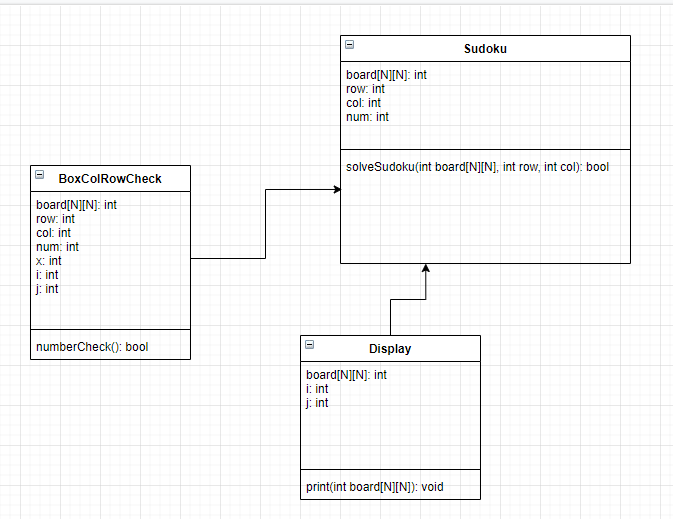 Sudoku
board[N][N]: int
row: int
col: int
num: int
solveSudoku(int board[N][N], int row, int col): bool
BoxColRowCheck
board[N][N]: int
row: int
col: int
num: int
x: int
i: int
j: int
numberCheck(): bool
Display
board[N][N]: int
i: int
j: int
print(int board[N][N]): void